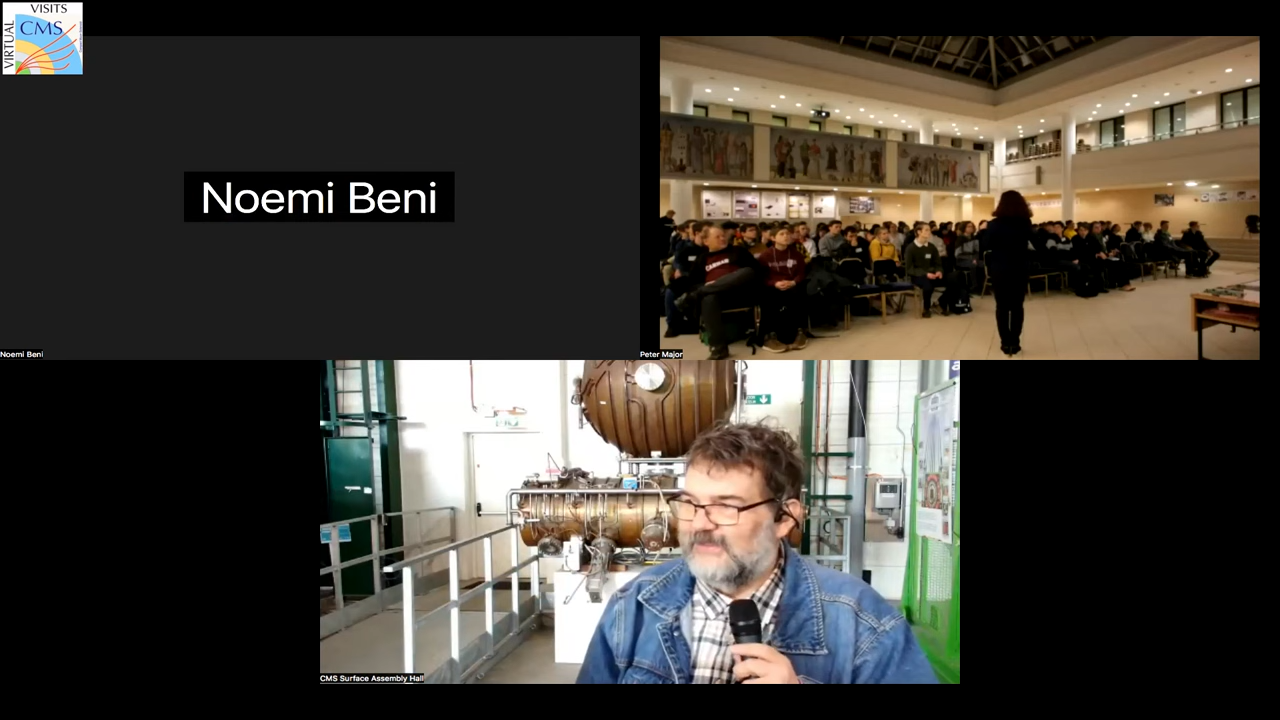 VISITS
CMS
VIRTUAL
Noemi Beni
Noemi Beni
Peter Major
CMS Surface Assembly Hall